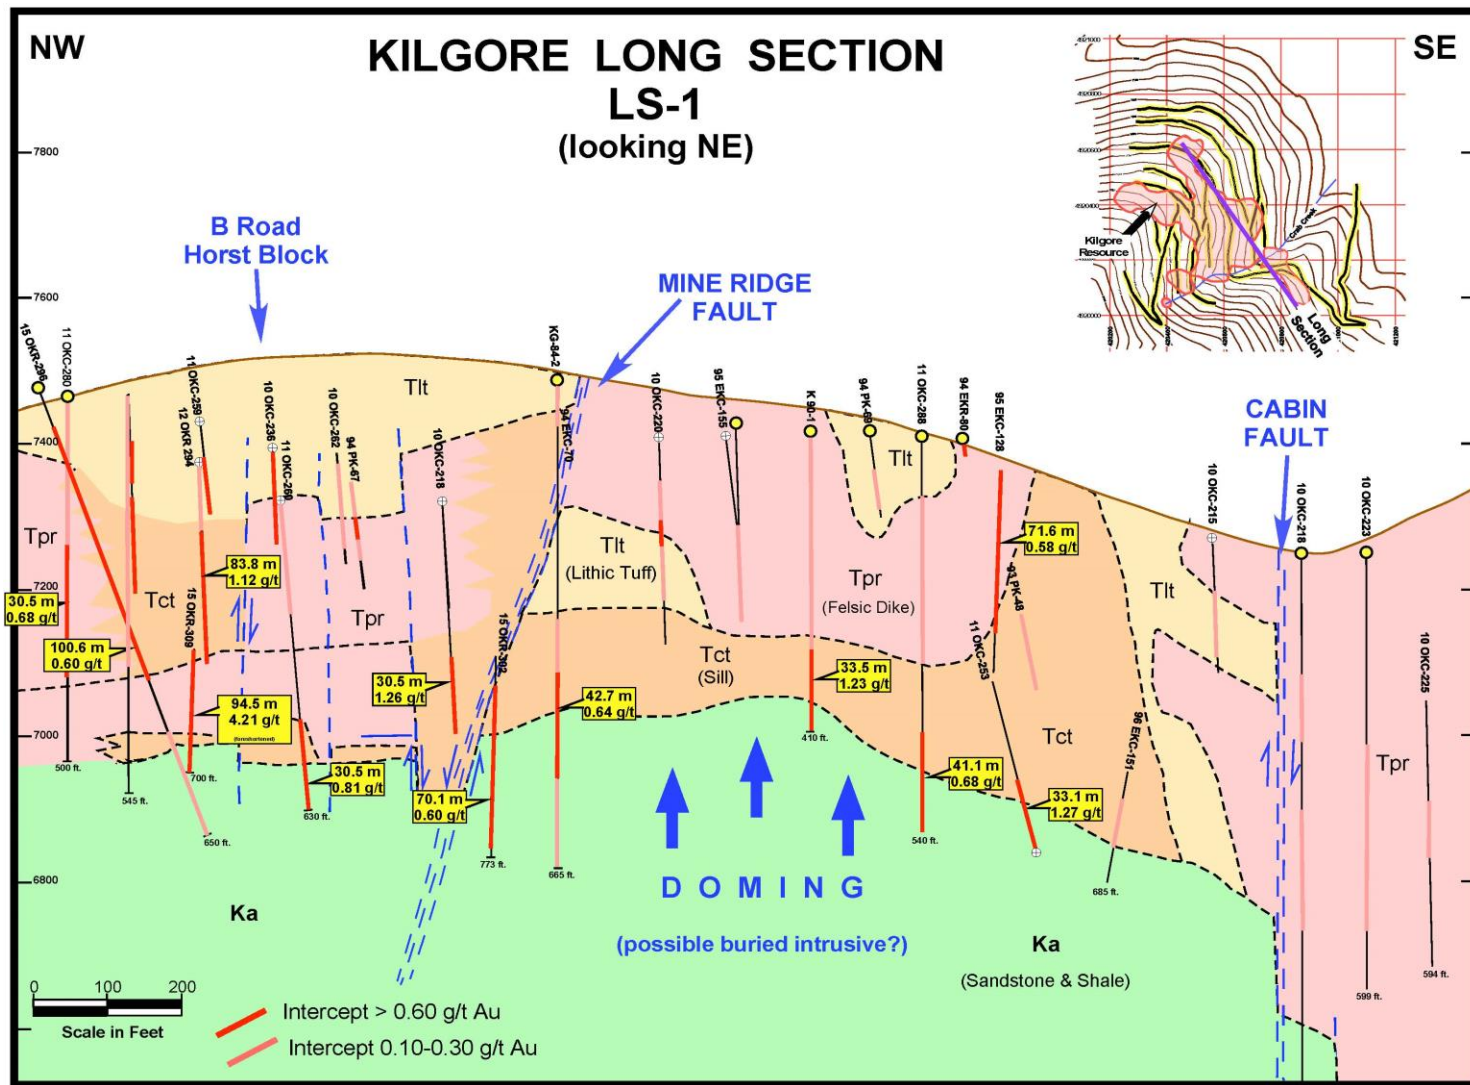 NW
KILGORE LONG SECTION
LS-1
(looking NE)
SE
7800
7600
7400
7200
7000
6800
B Road
Horst Block
MINE RIDGE
FAULT
CABIN
FAULT
Kilgore
Resource
Crab Creek
Long
Section
15 OKR-296
11 OKC-280
11 OKC-259
12 OKR 294
10 OKC-236
11 OKC-260
10 OKC-262
94 PK-67
10 OKC-218
KG-84-2
94 EKC-70
10 OKC-220
95 EKC-155
K 90-1
94 PK-69
11 OKC-288
94 EKR-80
95 EKC-128
10 OKC-215
10 OKC-218
10 OKC-223
10 OKC-225
15 OKR-309
15 OKR-302
93 PK-48
11 OKC-253
96 EKC-151
Tlt
Tlt
Tlt
(Lithic Tuff)
Tlt
Tpr
Tct
Tpr
Tpr
(Felsic Dike)
Tct
(Sill)
Tct
Tpr
30.5 m
0.68 g/t
83.8 m
1.12 g/t
100.6 m
0.60 g/t
94.5 m
4.21 g/t
(foreshortened)
30.5 m
0.81 g/t
30.5 m
1.26 g/t
70.1 m
0.60 g/t
42.7 m
0.64 g/t
33.5 m
1.23 g/t
71.6 m
0.58 g/t
41.1 m
0.68 g/t
33.1 m
1.27 g/t
500 ft.
545 ft.
700 ft.
650 ft.
630 ft.
773 ft.
665 ft.
410 ft.
540 ft.
685 ft.
599 ft.
594 ft.
DOMING
(possible buried intrusive?)
Ka
Ka
(Sandstone & Shale)
0 100 200
Scale in Feet
Intercept > 0.60 g/t Au
Intercept 0.10-0.30 g/t Au